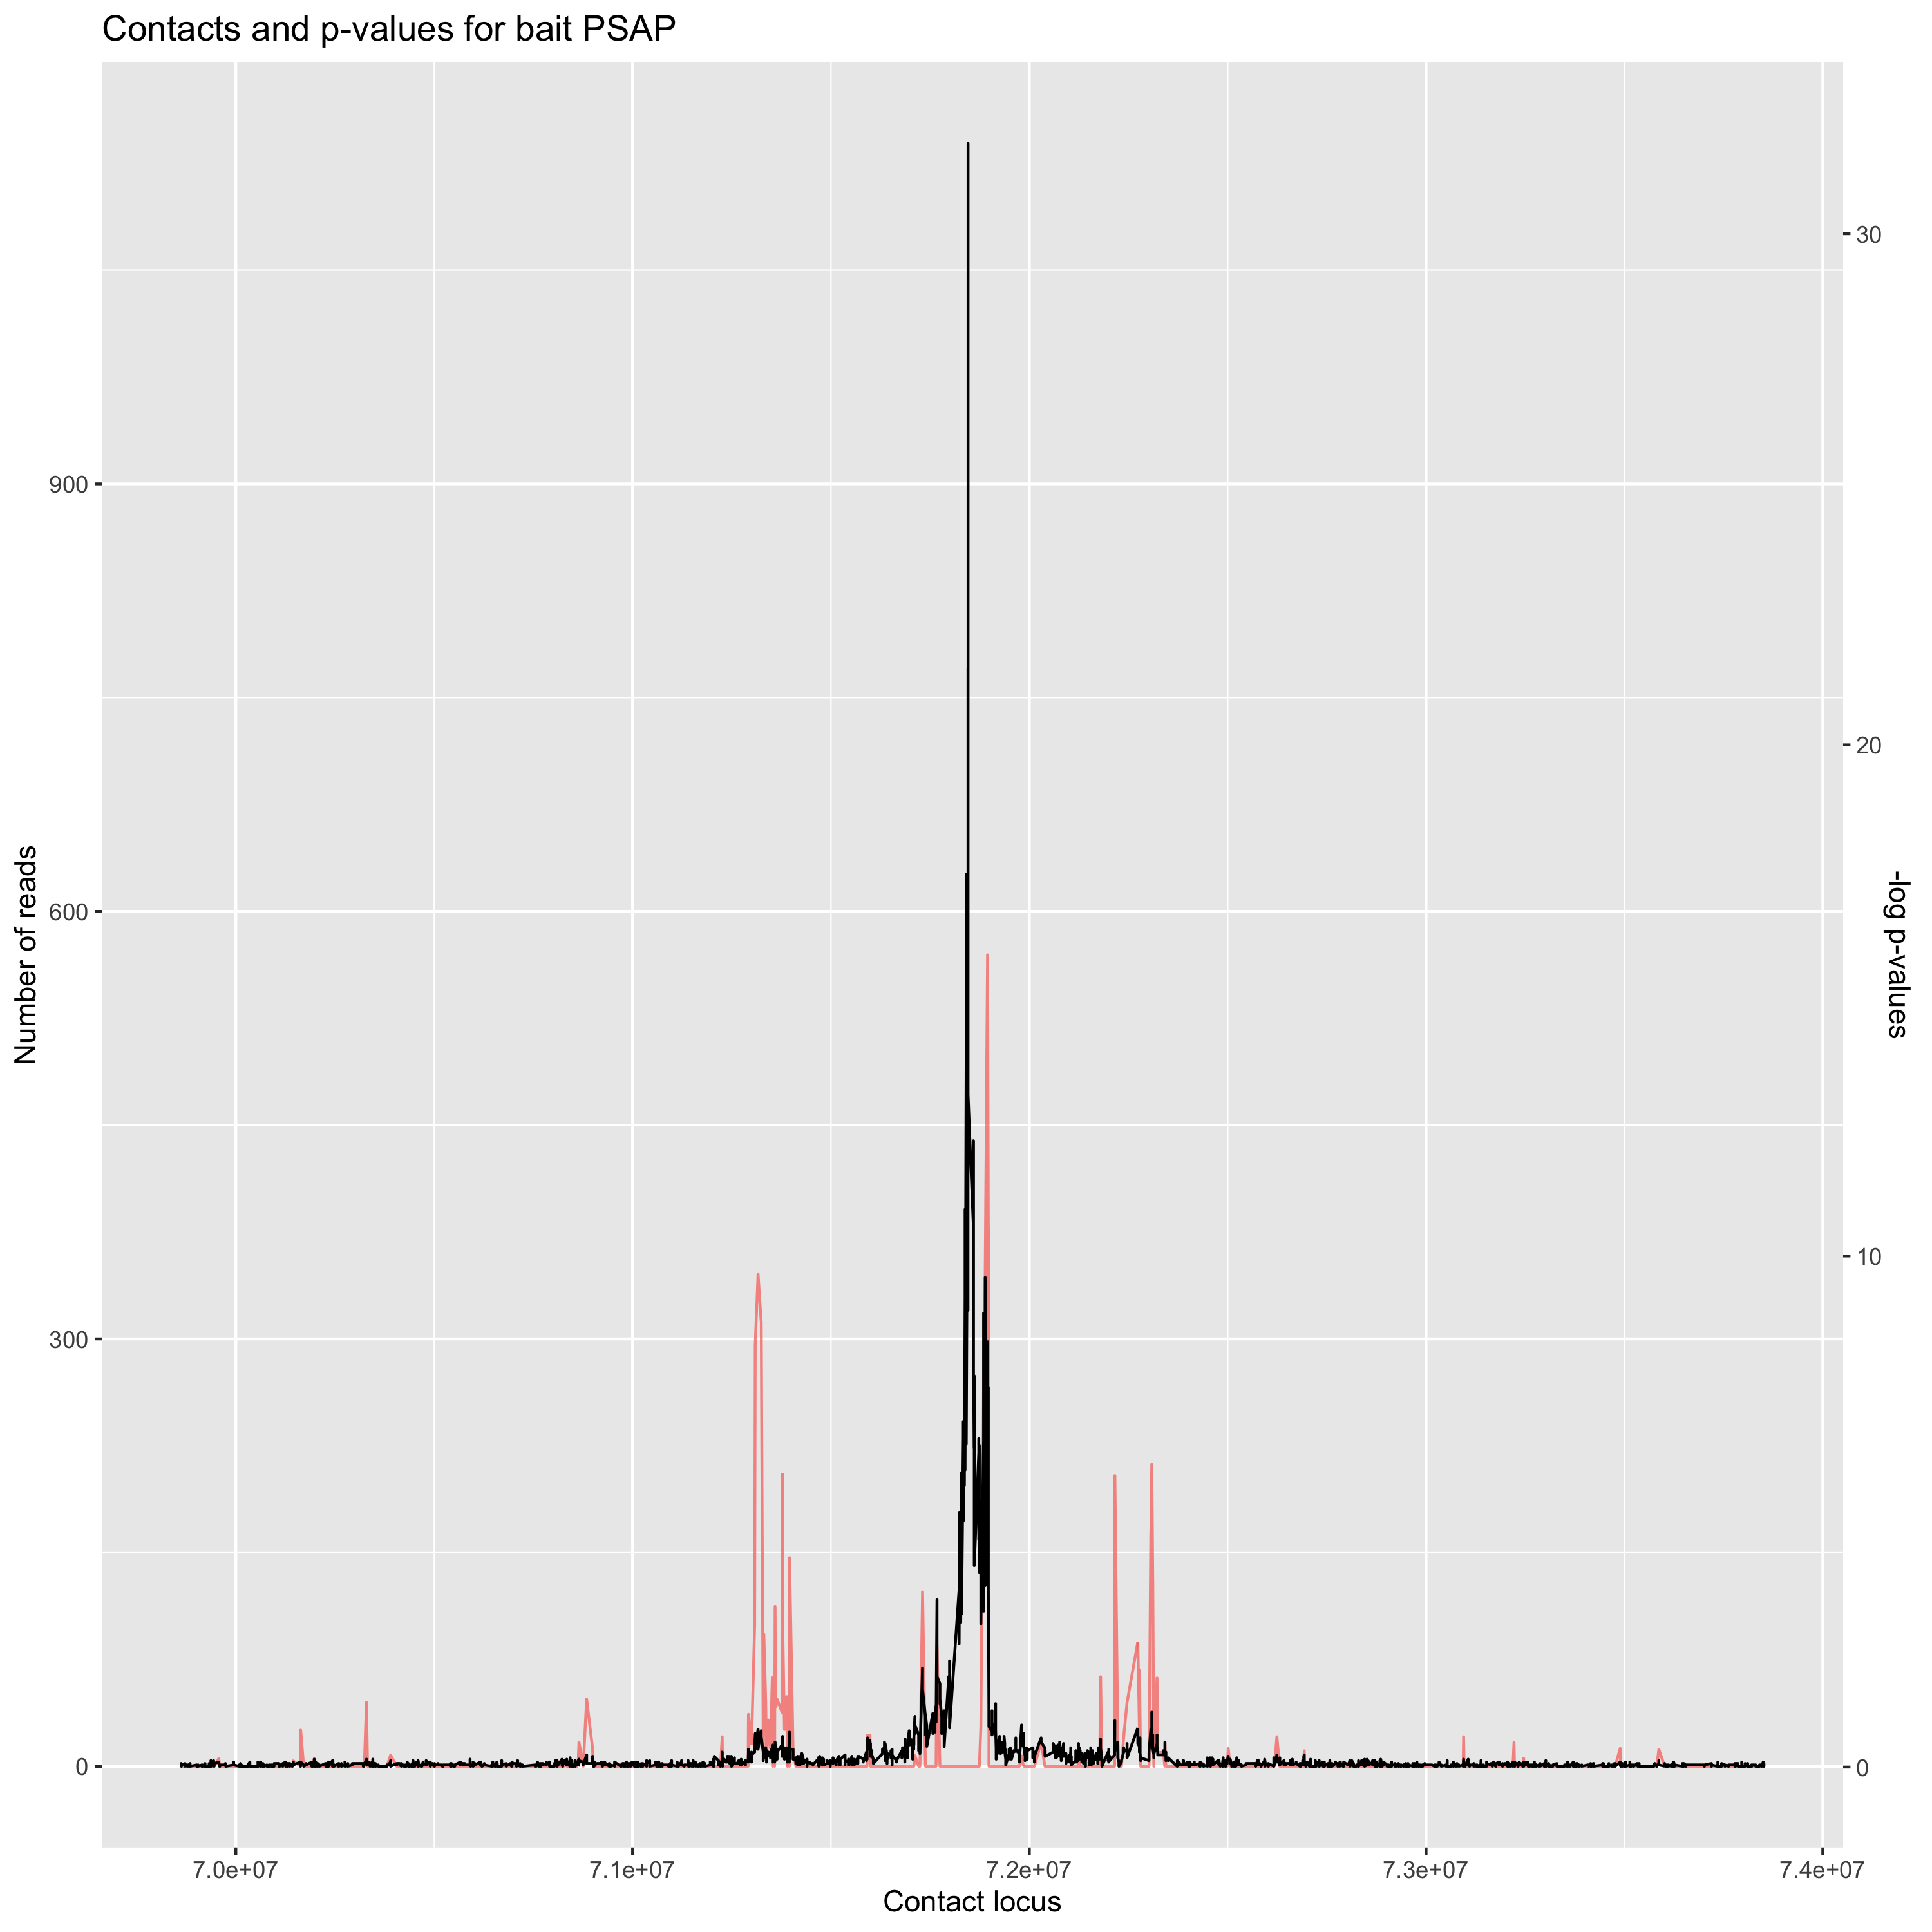 Contacts and p-values for bait PSAP
900
600
300
0
Number of reads
30
20
10
0
-log p-values
7.0e+07
7.1e+07
7.2e+07
7.3e+07
7.4e+07
Contact locus